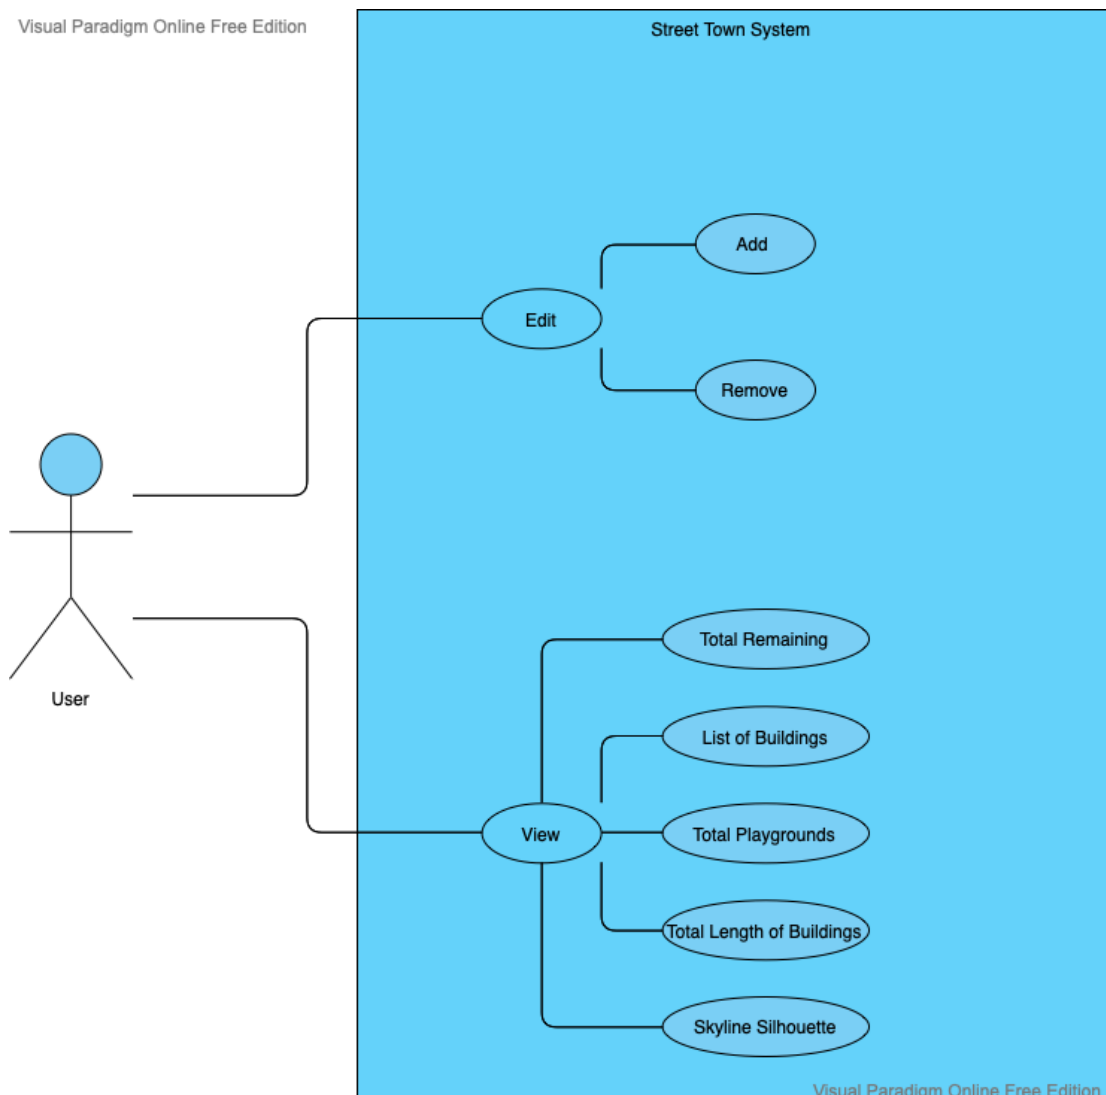 Visual Paradigm Online Free Edition
Street Town System
Add
Edit
Remove
User
Total Remaining
List of Buildings
View
Total Playgrounds
Total Length of Buildings
Skyline Silhouette
Visual Paradigm Online Free Edition